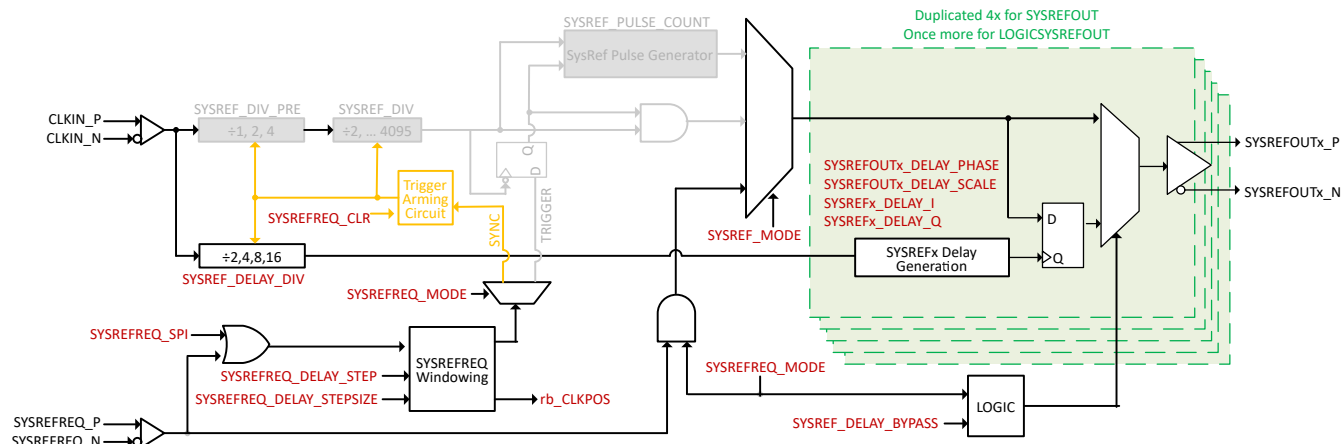 Duplicated 4x for SYSREFOUT
Once more for LOGICSYSREFOUT
SYSREF_PULSE_COUNT
SysRef Pulse Generator
SYSREF_DIV_PRE
÷1, 2, 4
SYSREF_DIV
÷2, ... 4095
CLKIN_P
CLKIN_N
Q
D
TRIGGER
SYNC
Trigger
Arming
Circuit
SYSREFREQ_CLR
÷2,4,8,16
SYSREF_DELAY_DIV
SYSREF_MODE
SYSREFOUTx_DELAY_PHASE
SYSREFOUTx_DELAY_SCALE
SYSREFx_DELAY_I
SYSREFx_DELAY_Q
SYSREFx Delay
Generation
D
Q
SYSREFOUTx_P
SYSREFOUTx_N
SYSREFREQ_MODE
SYSREFREQ_SPI
SYSREFREQ
Windowing
SYSREFREQ_DELAY_STEP
SYSREFREQ_DELAY_STEPSIZE
rb_CLKPOS
SYSREFREQ_MODE
LOGIC
SYSREF_DELAY_BYPASS
SYSREFREQ_P
SYSREFREQ_N